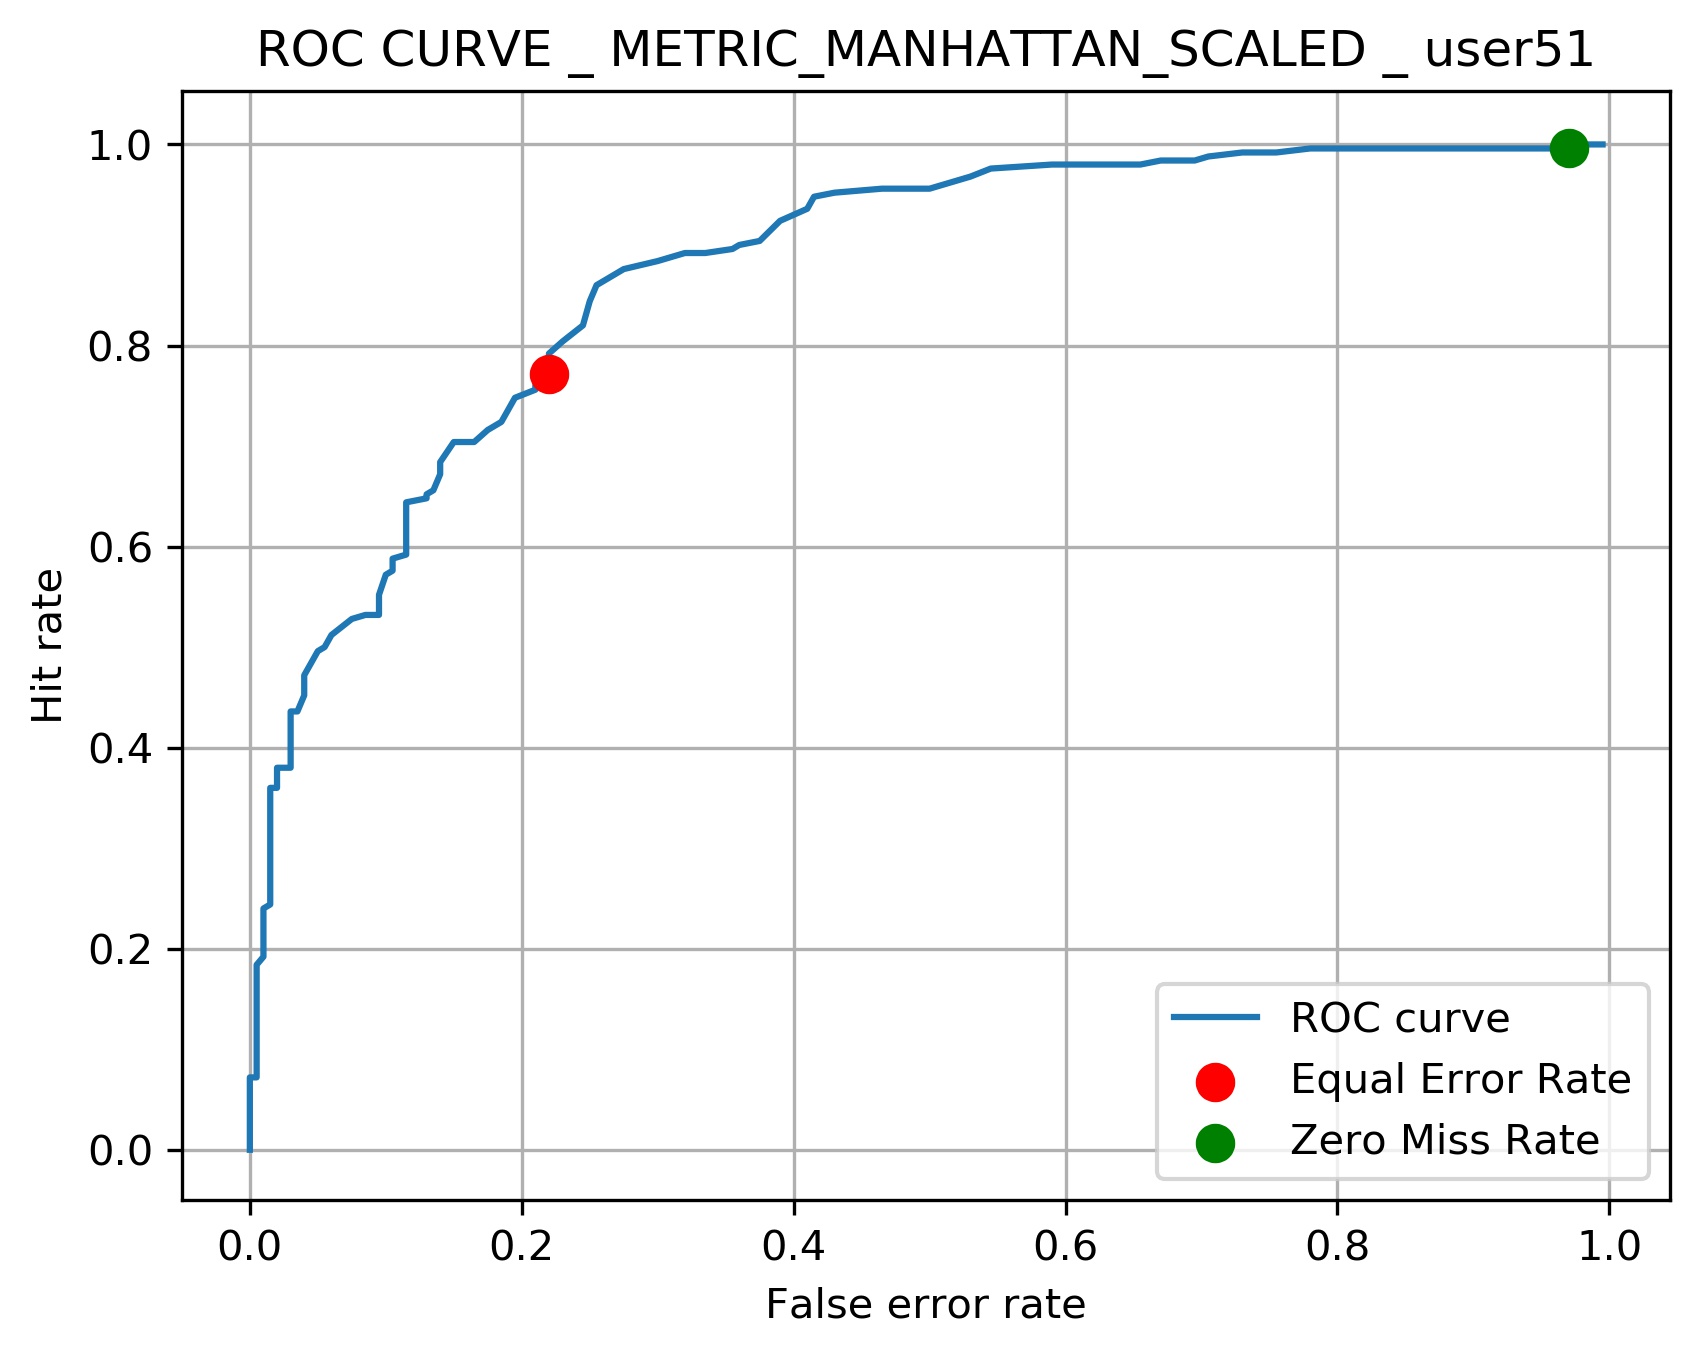 ROC CURVE _ METRIC_MANHATTAN_SCALED _ user51
1.0
0.8
0.6
0.4
0.2
0.0
Hit rate
ROC curve
Equal Error Rate
Zero Miss Rate
0.0 0.2 0.4 0.6 0.8 1.0
False error rate